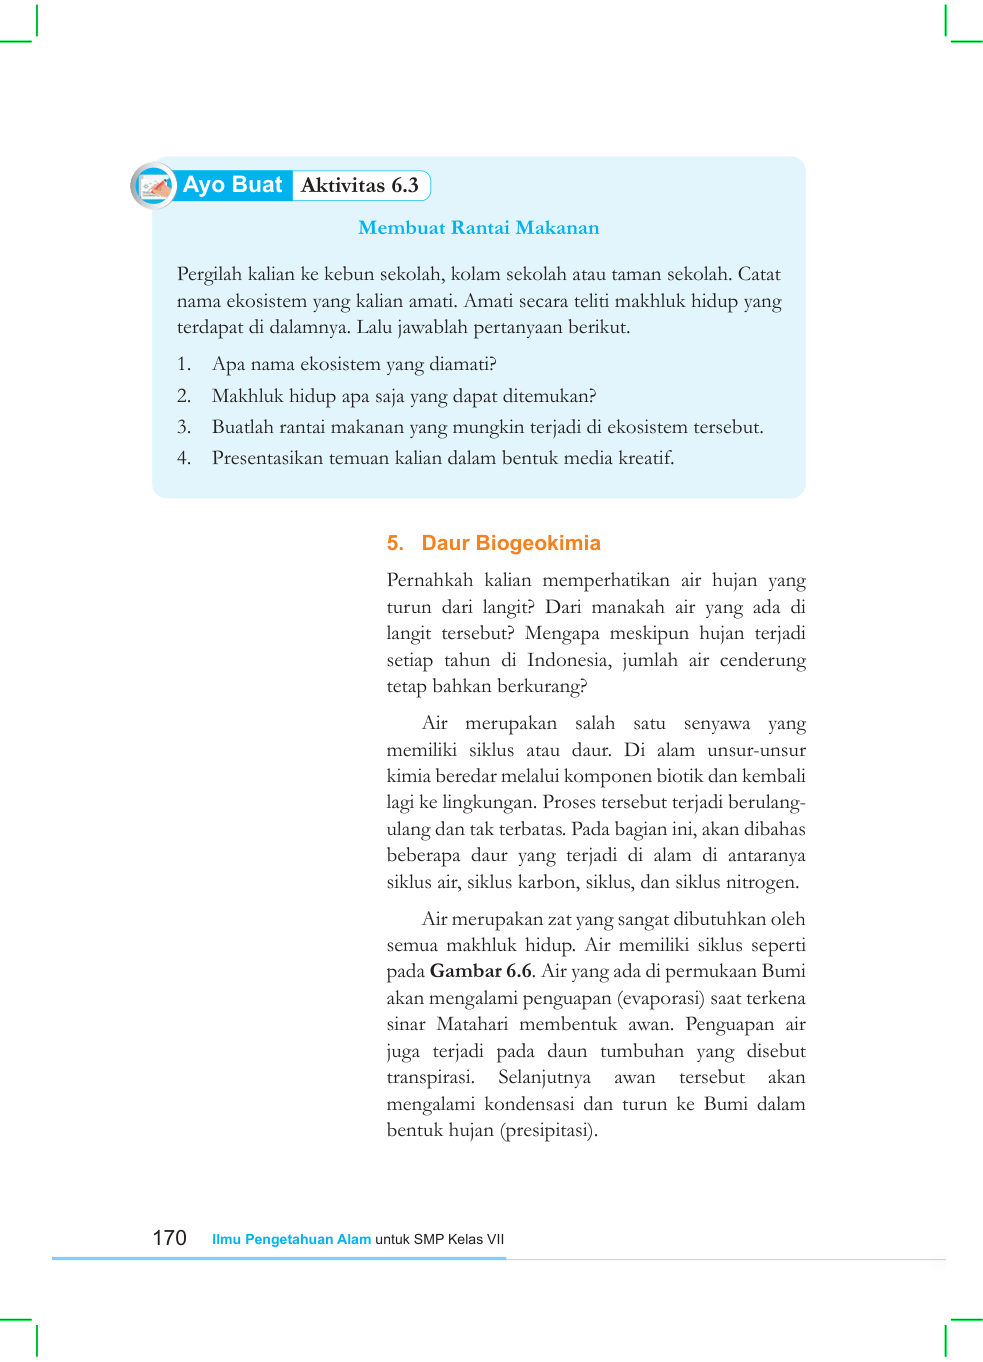 Ayo Buat Aktivitas 6.3
Membuat Rantai Makanan
Pergilah kalian ke kebun sekolah, kolam sekolah atau taman sekolah. Catat
nama ekosistem yang kalian amati. Amati secara teliti makhluk hidup yang
terdapat di dalamnya. Lalu jawablah pertanyaan berikut.
1. Apa nama ekosistem yang diamati?
2. Makhluk hidup apa saja yang dapat ditemukan?
3. Buatlah rantai makanan yang mungkin terjadi di ekosistem tersebut.
4. Presentasikan temuan kalian dalam bentuk media kreatif.
5. Daur Biogeokimia
Pernahkah kalian memperhatikan air hujan yang
turun dari langit? Dari manakah air yang ada di
langit tersebut? Mengapa meskipun hujan terjadi
setiap tahun di Indonesia, jumlah air cenderung
tetap bahkan berkurang?
Air merupakan salah satu senyawa yang
memiliki siklus atau daur. Di alam unsur-unsur
kimia beredar melalui komponen biotik dan kembali
lagi ke lingkungan. Proses tersebut terjadi berulang-
ulang dan tak terbatas. Pada bagian ini, akan dibahas
beberapa daur yang terjadi di alam di antaranya
siklus air, siklus karbon, siklus, dan siklus nitrogen.
Air merupakan zat yang sangat dibutuhkan oleh
semua makhluk hidup. Air memiliki siklus seperti
pada Gambar 6.6. Air yang ada di permukaan Bumi
akan mengalami penguapan (evaporasi) saat terkena
sinar Matahari membentuk awan. Penguapan air
juga terjadi pada daun tumbuhan yang disebut
transpirasi. Selanjutnya awan tersebut akan
mengalami kondensasi dan turun ke Bumi dalam
bentuk hujan (presipitasi).
170 Ilmu Pengetahuan Alam untuk SMP Kelas VII